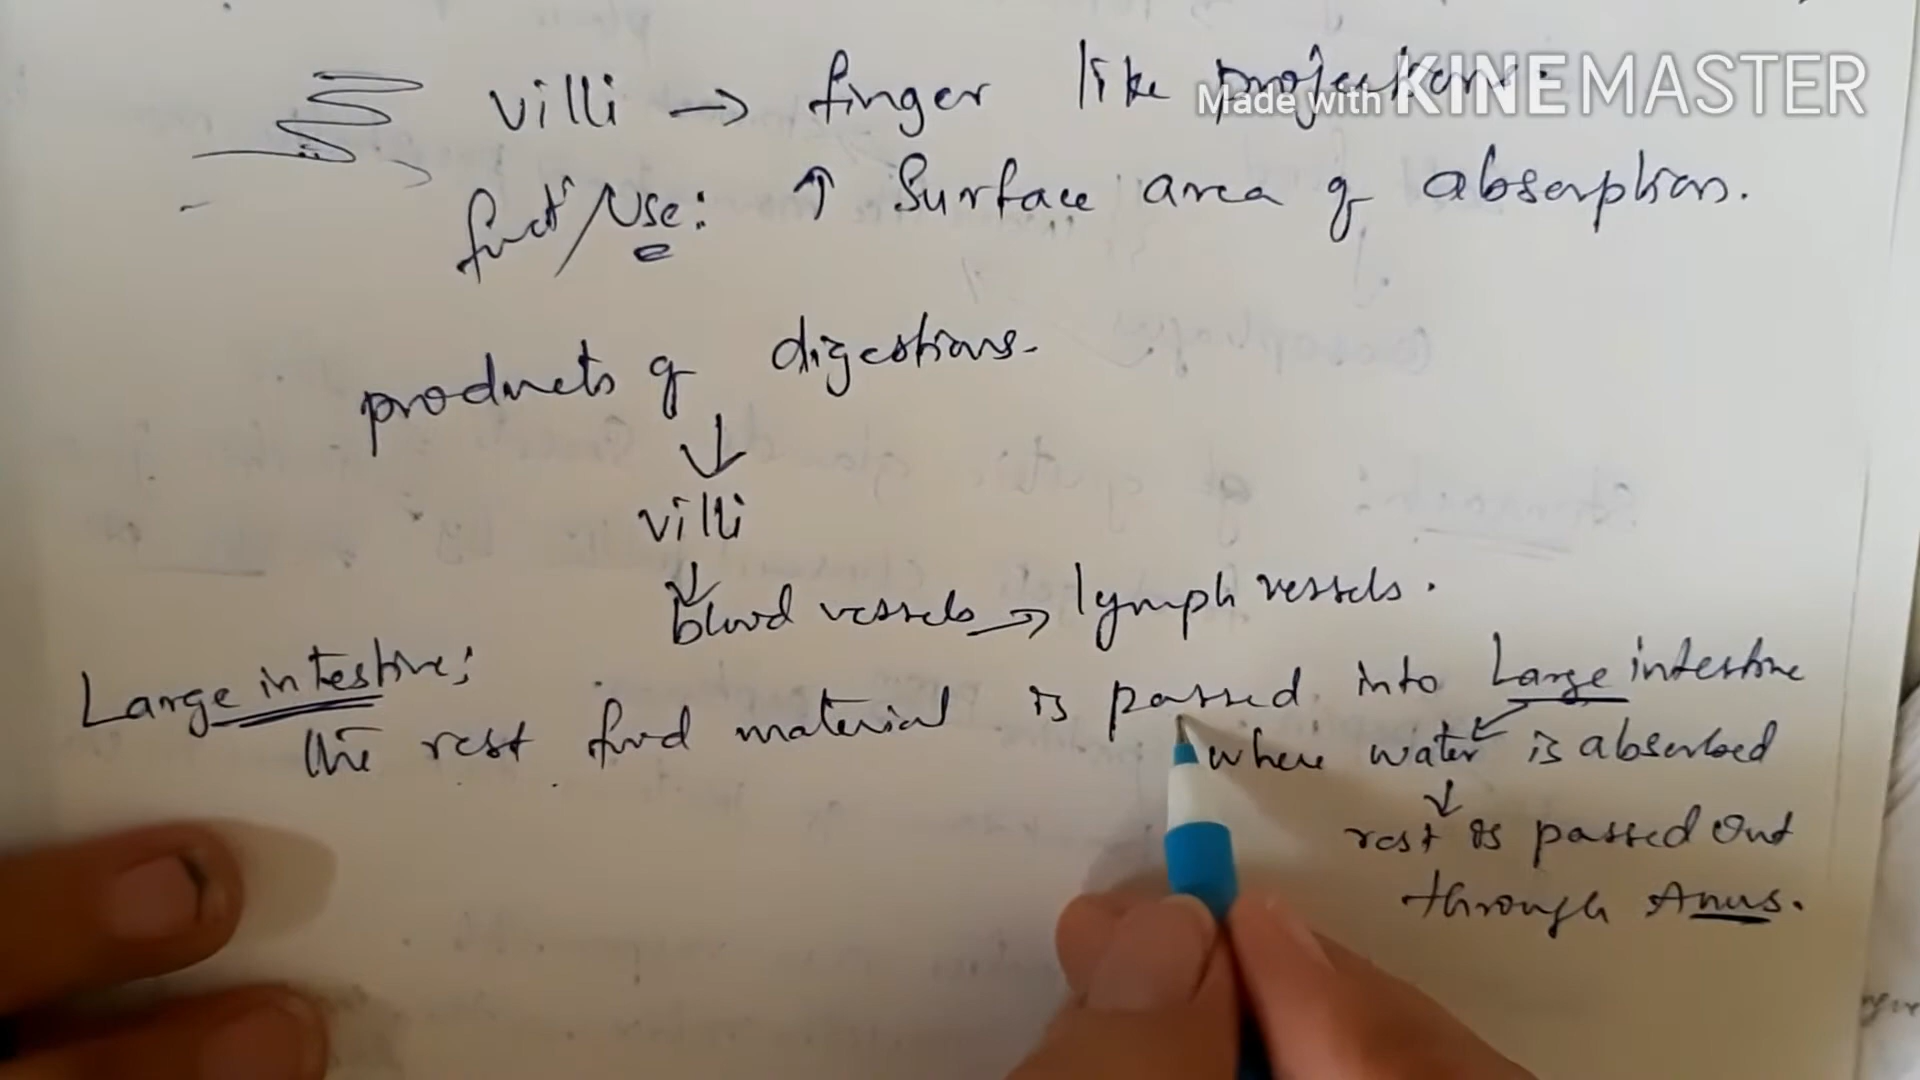 villi → finger like projections.
Made with KINEMASTER
funct/Use: ↑ Surface area of absorption.
products of digestions.
↓
villi
↓
blood vessels → lymph vessels.
Large intestine:
the rest food material is passed into Large intestine
where water is absorbed
↓
rest is passed out
through Anus.